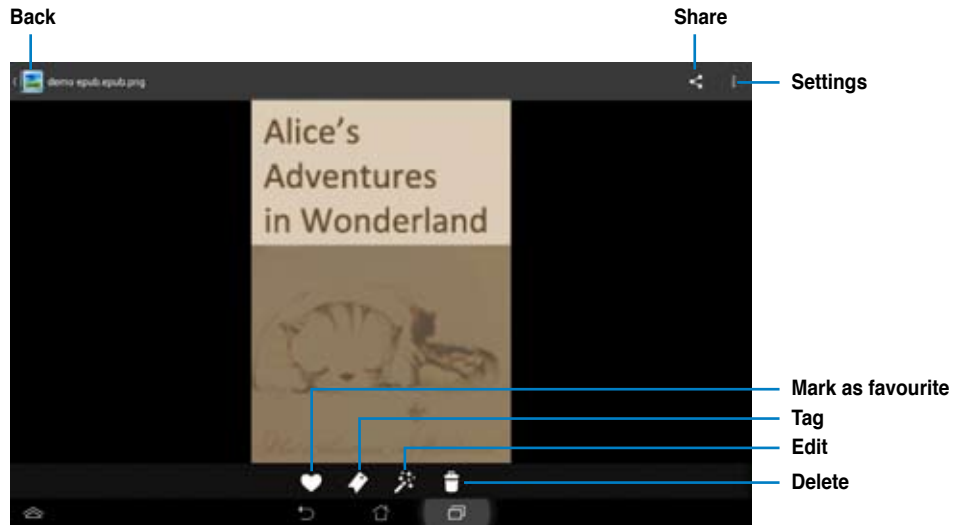 Back
Share
demo epub.epub.png
Settings
Alice's
Adventures
in Wonderland
Mark as favourite
Tag
Edit
Delete